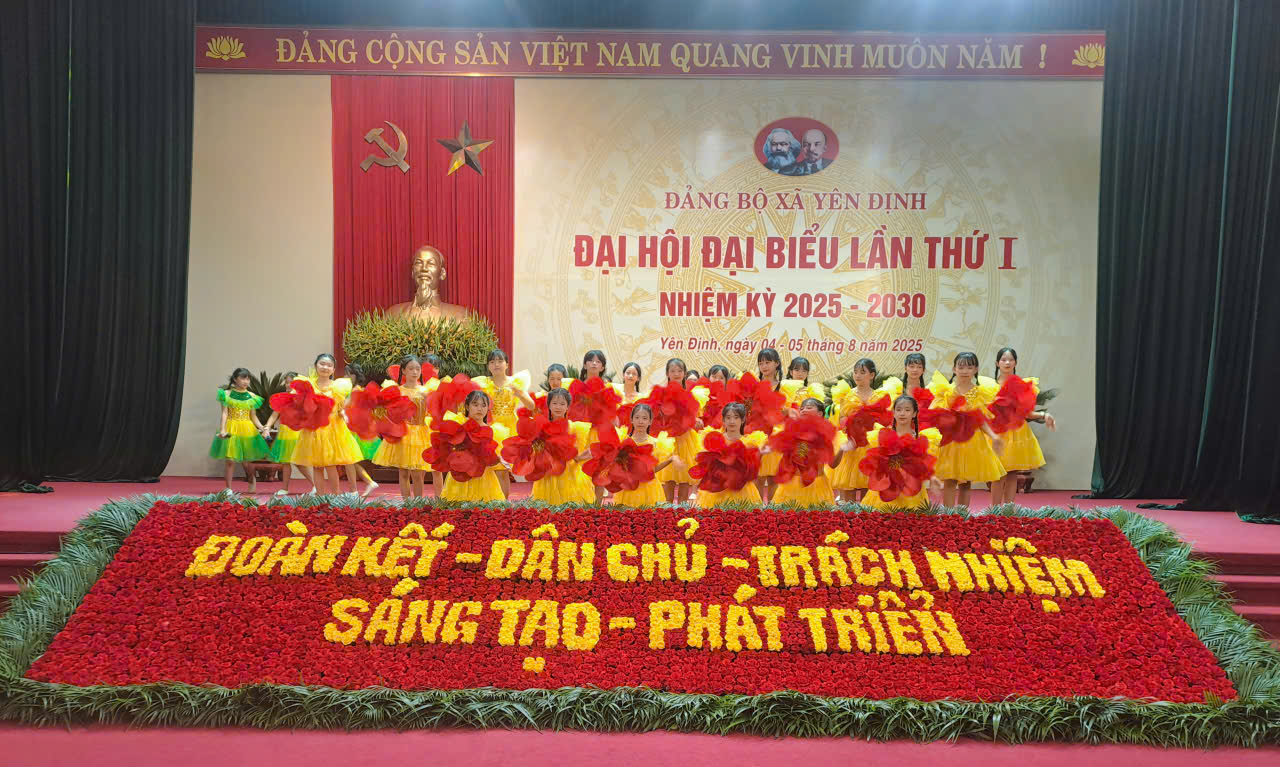 ĐẢNG CỘNG SẢN VIỆT NAM QUANG VINH MUÔN NĂM !
ĐẢNG BỘ XÃ YÊN ĐỊNH
ĐẠI HỘI ĐẠI BIỂU LẦN THỨ I
NHIỆM KỲ 2025 - 2030
Yên Định, ngày 04 - 05 tháng 8 năm 2025
ĐOÀN KẾT - DÂN CHỦ - TRÁCH NHIỆM
SÁNG TẠO - PHÁT TRIỂN